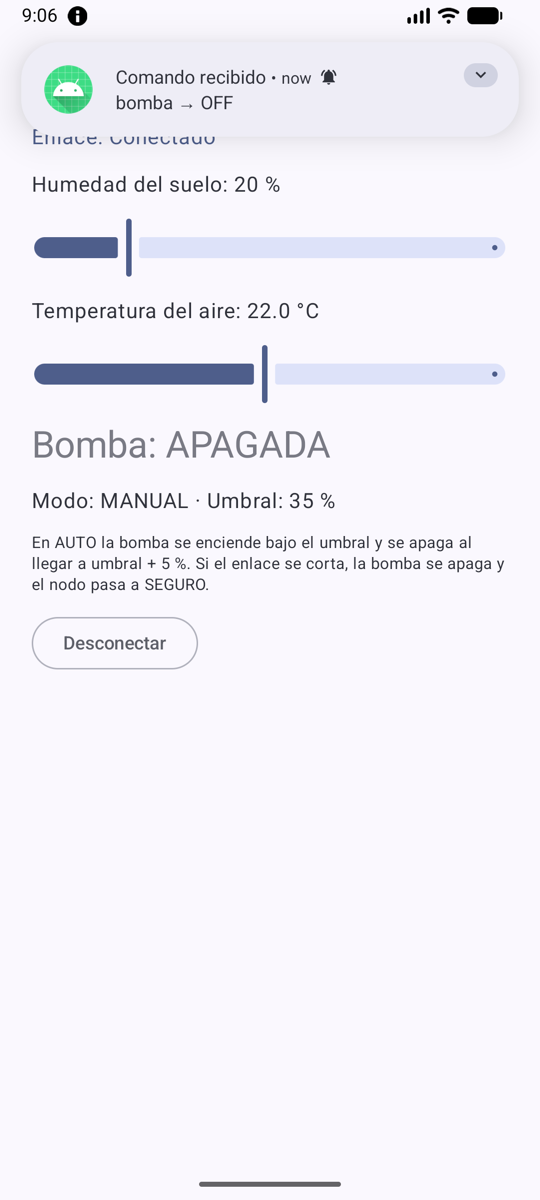 9:06
Comando recibido • now
bomba → OFF
Enlace: Conectado
Humedad del suelo: 20 %
Temperatura del aire: 22.0 °C
Bomba: APAGADA
Modo: MANUAL · Umbral: 35 %
En AUTO la bomba se enciende bajo el umbral y se apaga al
llegar a umbral + 5 %. Si el enlace se corta, la bomba se apaga y
el nodo pasa a SEGURO.
Desconectar